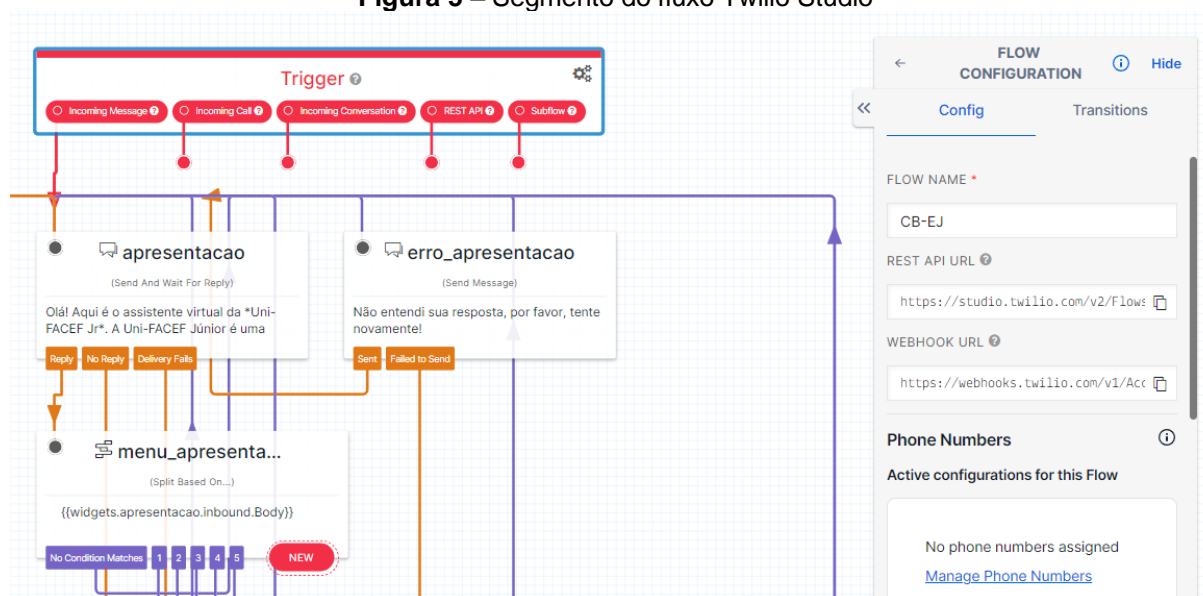 Figura 5 – Segmento do fluxo Twilio Studio
Trigger
Incoming Message
Incoming Call
Incoming Conversation
REST API
Subflow
apresentacao
(Send And Wait For Reply)
Olá! Aqui é o assistente virtual da *Uni-
FACEF Jr*. A Uni-FACEF Júnior é uma
Reply
No Reply
Delivery Fails
erro_apresentacao
(Send Message)
Não entendi sua resposta, por favor, tente
novamente!
Sent
Failed to Send
menu_apresenta...
(Split Based On...)
{{widgets.apresentacao.inbound.Body}}
No Condition Matches
1
2
3
4
5
NEW
FLOW
CONFIGURATION
Hide
Config
Transitions
FLOW NAME *
CB-EJ
REST API URL
https://studio.twilio.com/v2/Flows
WEBHOOK URL
https://webhooks.twilio.com/v1/Acc
Phone Numbers
Active configurations for this Flow
No phone numbers assigned
Manage Phone Numbers